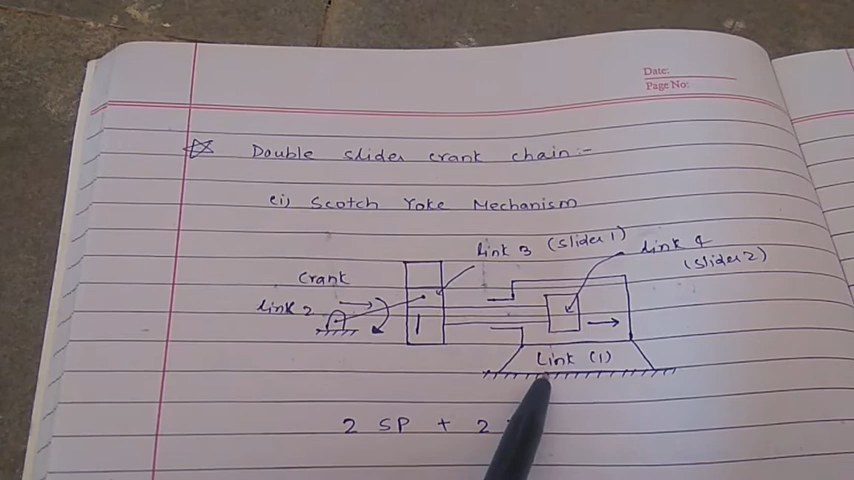 Date:
Page No:
Double slider crank chain:-
(i) Scotch Yoke Mechanism
link 3 (slider 1)
link 4
(slider 2)
crank
link 2
Link (1)
2 SP + 2